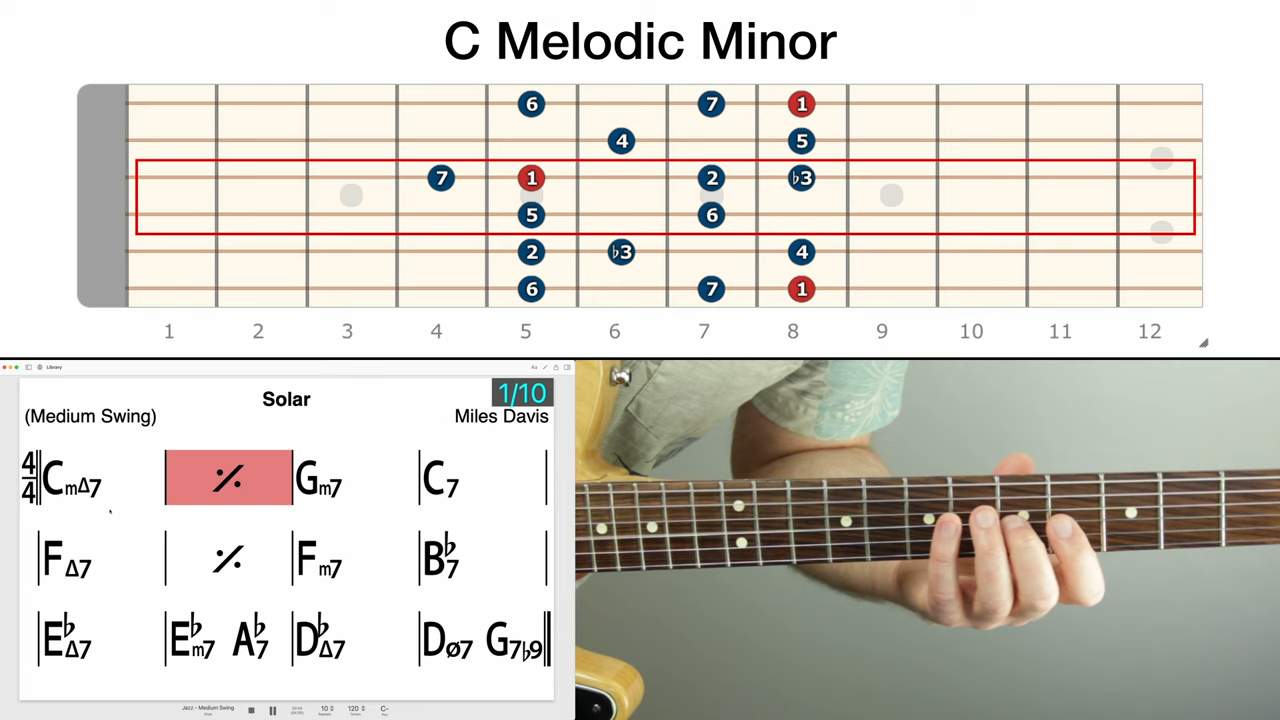 C Melodic Minor
6 7 1
4 5
7 1 2 ♭3
5 6
2 ♭3 4
6 7 1
1 2 3 4 5 6 7 8 9 10 11 12
Library
Aa
Solar
1/10
(Medium Swing)
Miles Davis
4/4 CmΔ7 𝄎 Gm7 C7
FΔ7 𝄎 Fm7 B♭7
E♭Δ7 E♭m7 A♭7 D♭Δ7 Dø7 G7♭9
Jazz - Medium Swing
10 120 C-